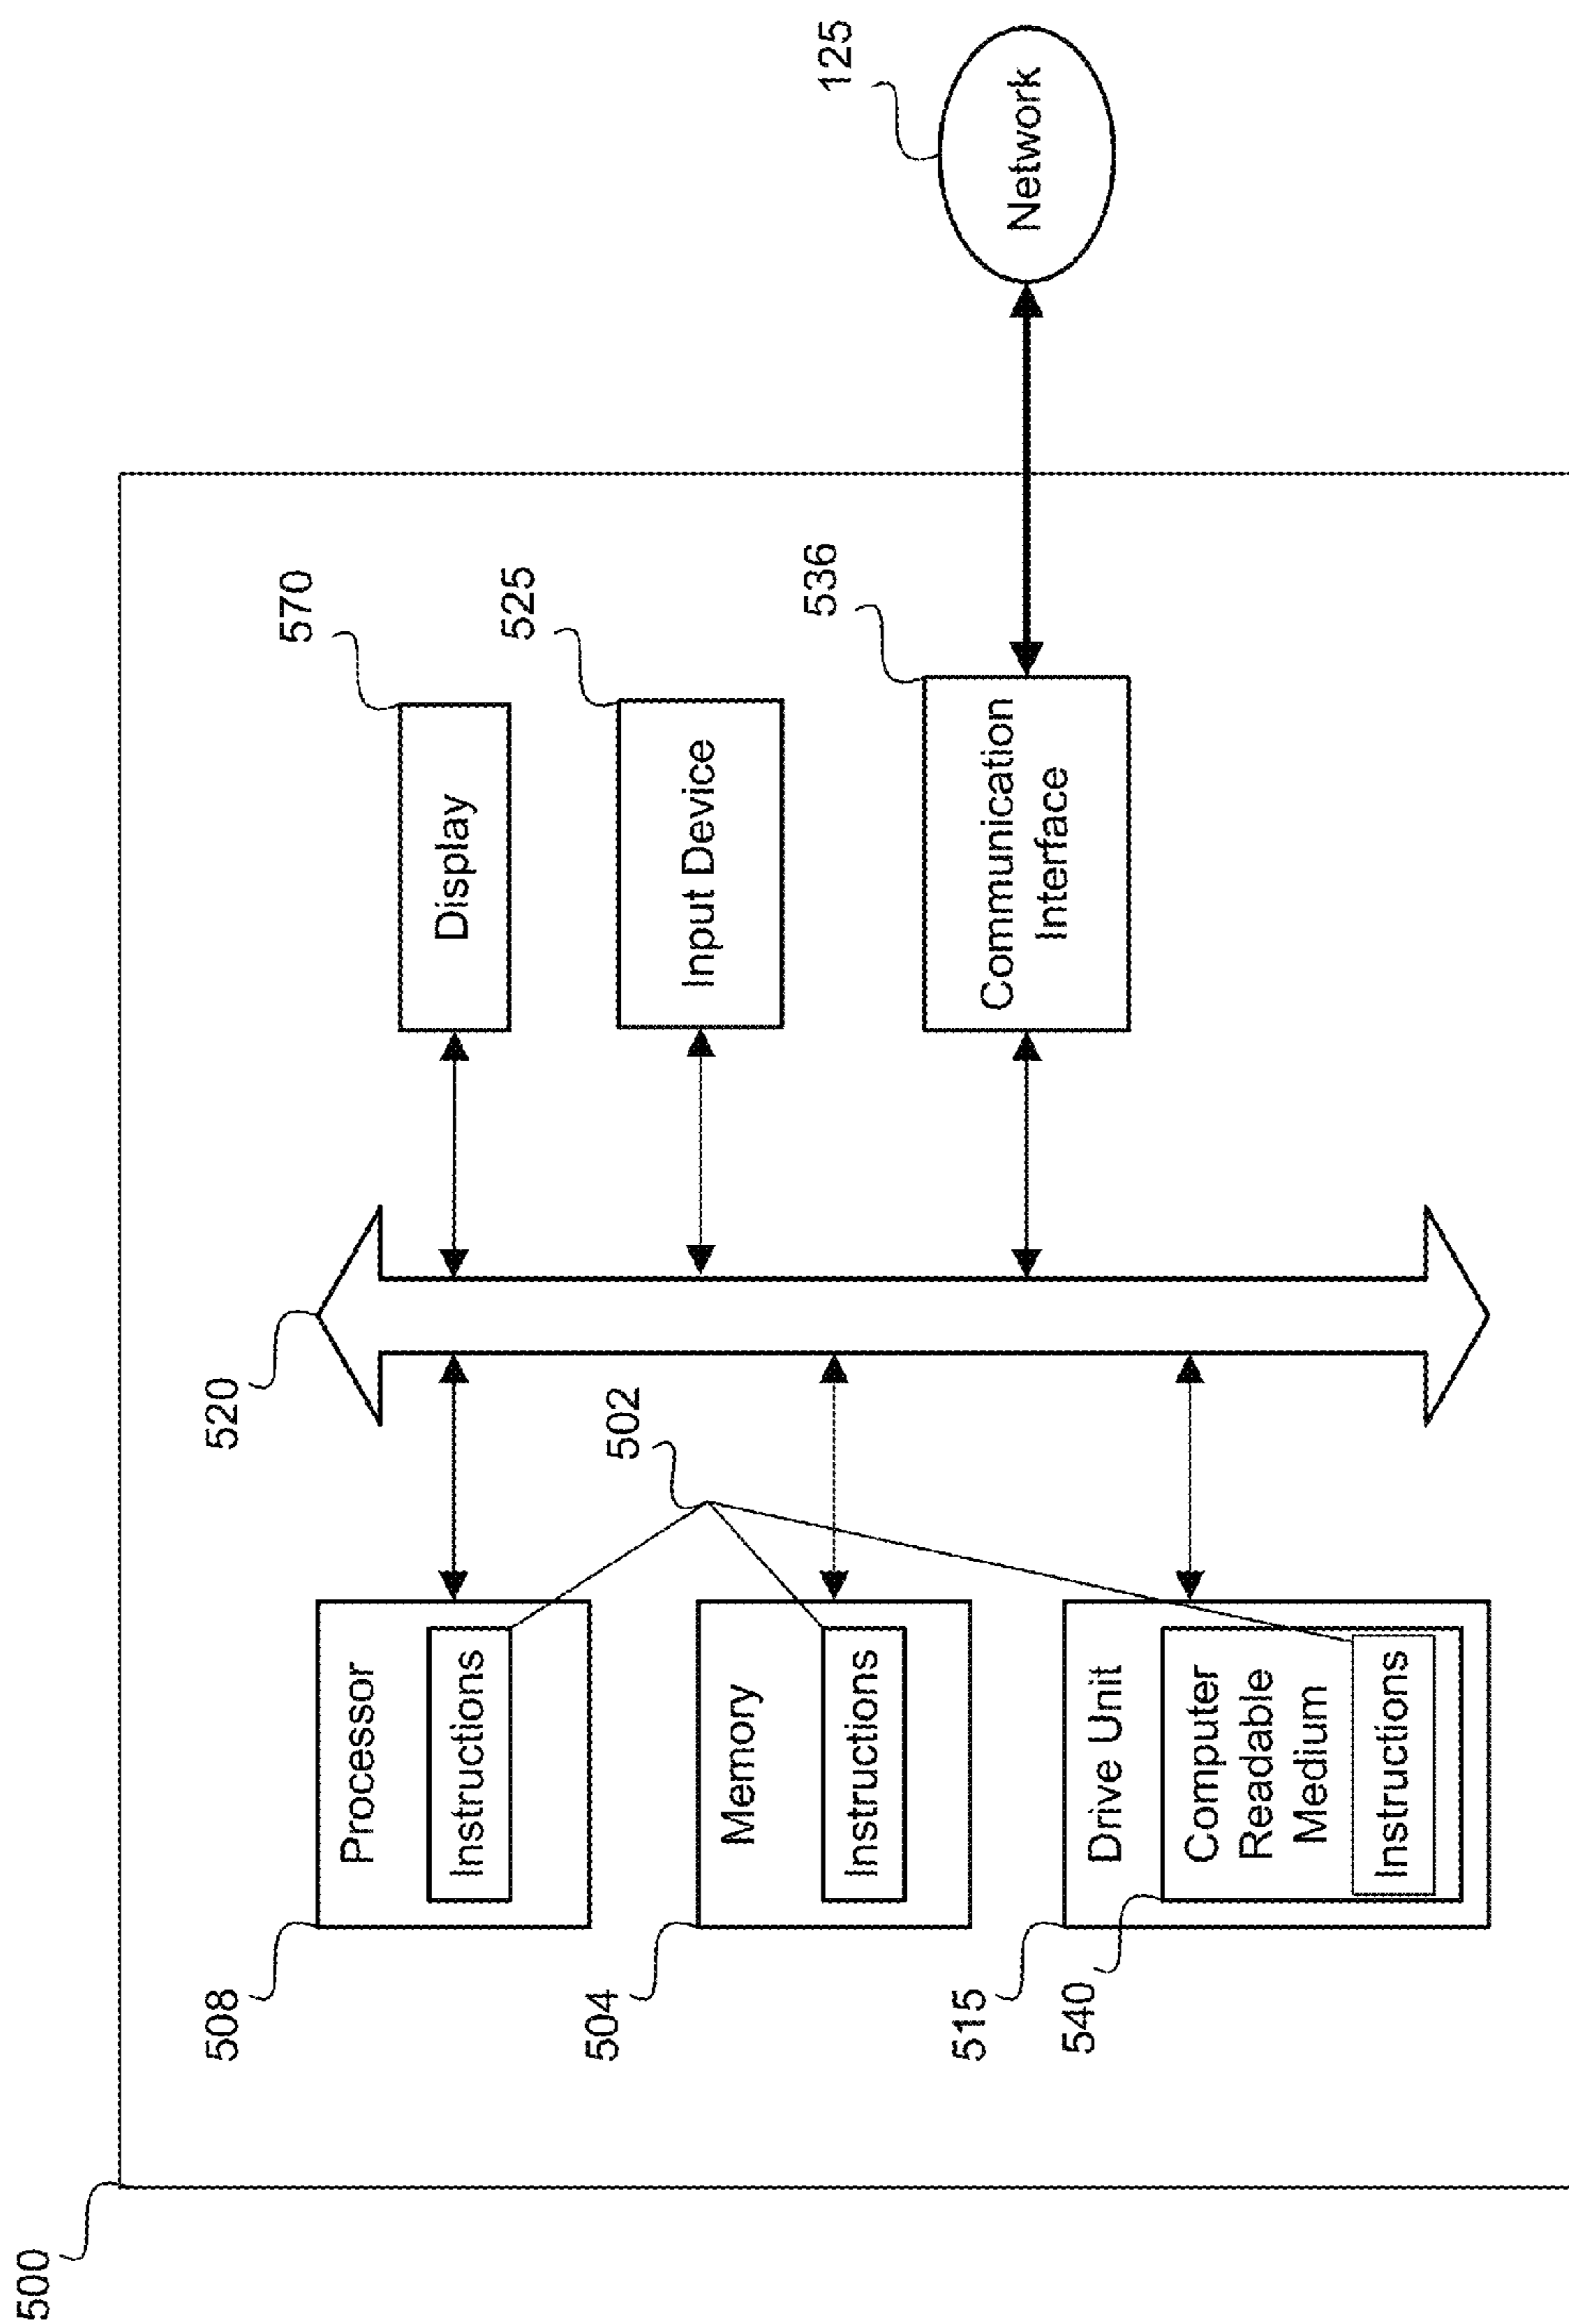 500
508
Processor
Instructions
504
Memory
Instructions
515
Drive Unit
540
Computer
Readable
Medium
Instructions
502
520
570
Display
525
Input Device
536
Communication
Interface
125
Network